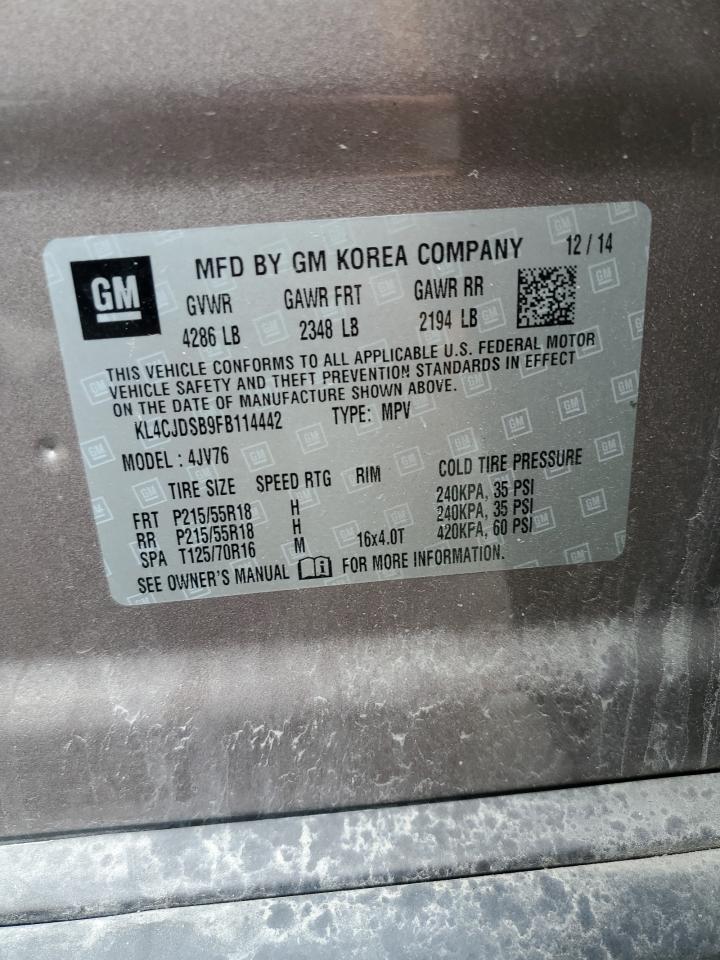 GM
MFD BY GM KOREA COMPANY 12 / 14
GVWR GAWR FRT GAWR RR
4286 LB 2348 LB 2194 LB
THIS VEHICLE CONFORMS TO ALL APPLICABLE U.S. FEDERAL MOTOR
VEHICLE SAFETY AND THEFT PREVENTION STANDARDS IN EFFECT
ON THE DATE OF MANUFACTURE SHOWN ABOVE.
KL4CJDSB9FB114442 TYPE: MPV
MODEL : 4JV76
TIRE SIZE SPEED RTG RIM COLD TIRE PRESSURE
FRT P215/55R18 H 240KPA, 35 PSI
RR P215/55R18 H 240KPA, 35 PSI
SPA T125/70R16 M 16x4.0T 420KPA, 60 PSI
SEE OWNER'S MANUAL FOR MORE INFORMATION.